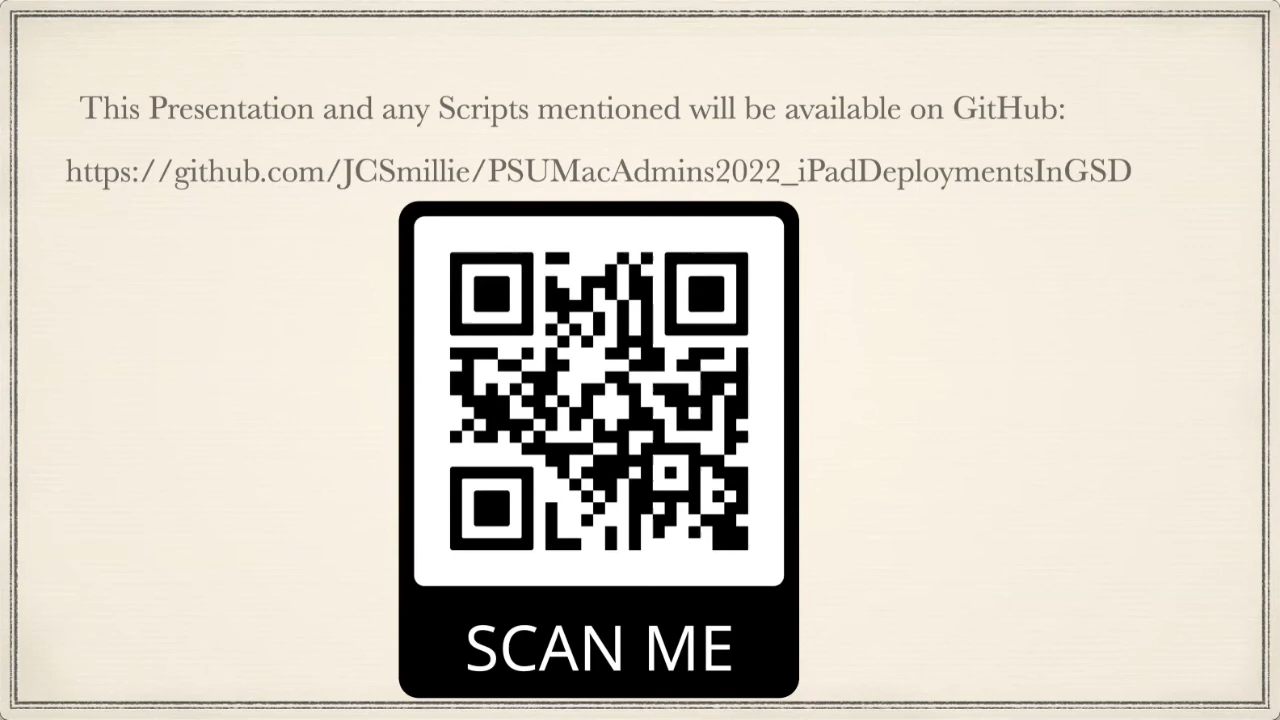 This Presentation and any Scripts mentioned will be available on GitHub:
https://github.com/JCSmillie/PSUMacAdmins2022_iPadDeploymentsInGSD
SCAN ME